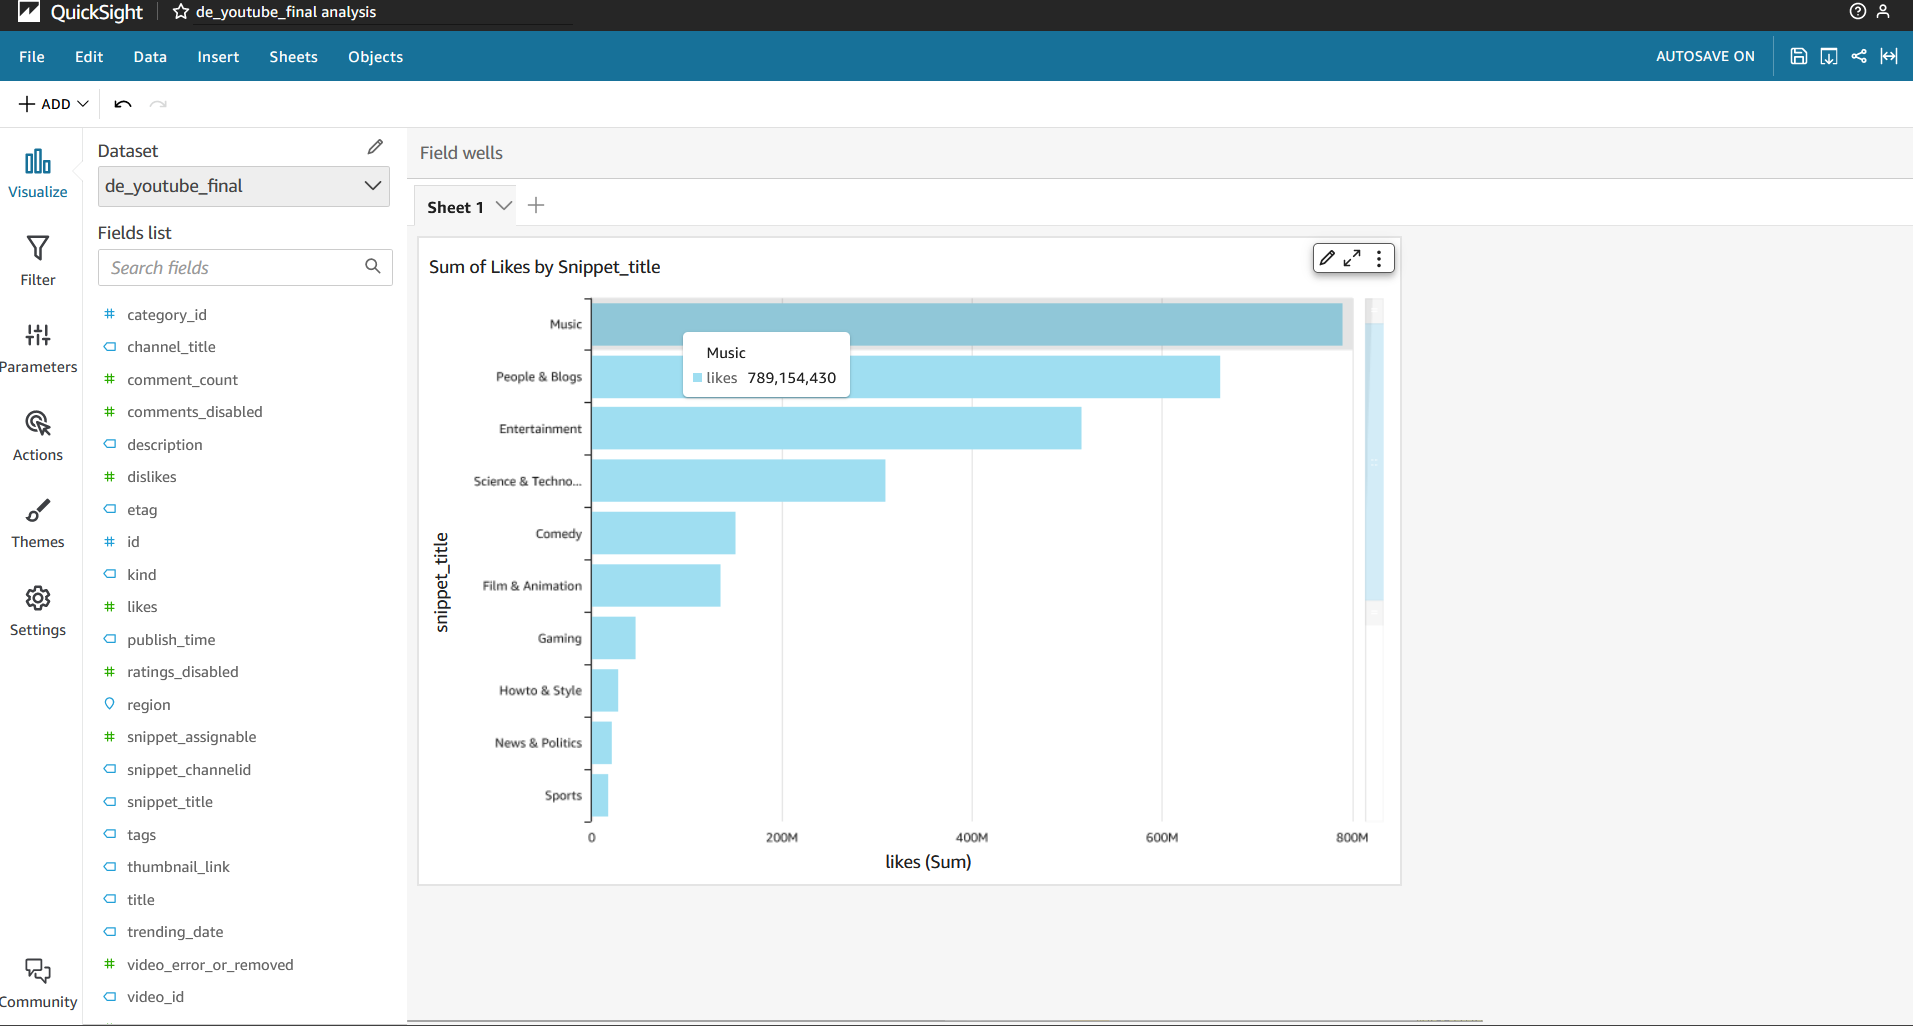 QuickSight
de_youtube_final analysis
File Edit Data Insert Sheets Objects
AUTOSAVE ON
ADD
Visualize
Filter
Parameters
Actions
Themes
Settings
Community
Dataset
de_youtube_final
Fields list
Search fields
category_id
channel_title
comment_count
comments_disabled
description
dislikes
etag
id
kind
likes
publish_time
ratings_disabled
region
snippet_assignable
snippet_channelid
snippet_title
tags
thumbnail_link
title
trending_date
video_error_or_removed
video_id
Field wells
Sheet 1
Sum of Likes by Snippet_title
snippet_title
Music
People & Blogs
Entertainment
Science & Techno...
Comedy
Film & Animation
Gaming
Howto & Style
News & Politics
Sports
Music
likes 789,154,430
0 200M 400M 600M 800M
likes (Sum)